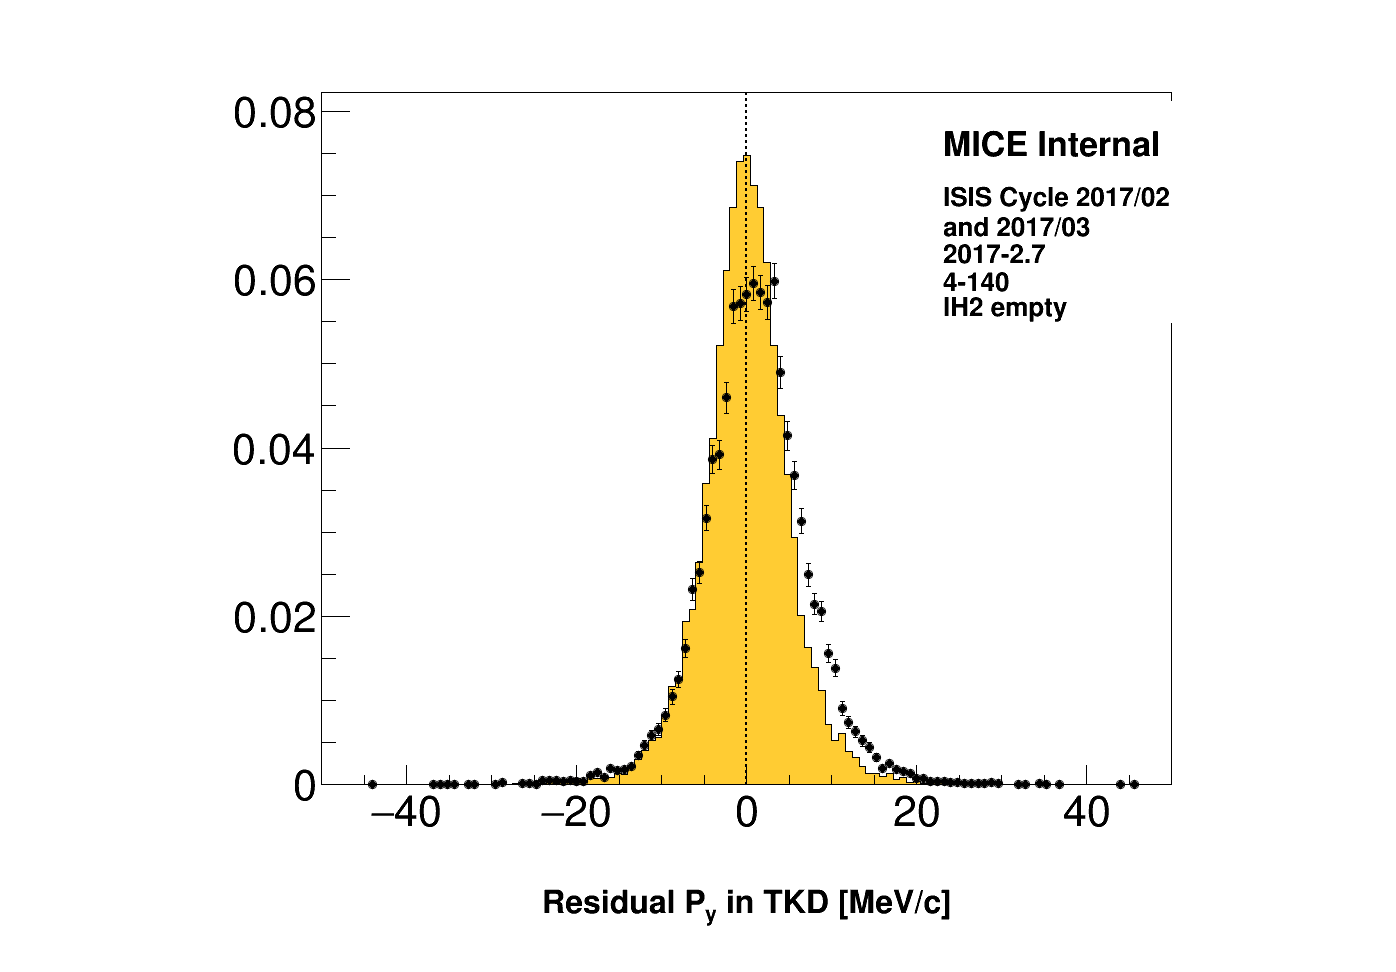 0.08
0.06
0.04
0.02
0
−40
−20
0
20
40
MICE Internal
ISIS Cycle 2017/02
and 2017/03
2017-2.7
4-140
IH2 empty
Residual Py in TKD [MeV/c]